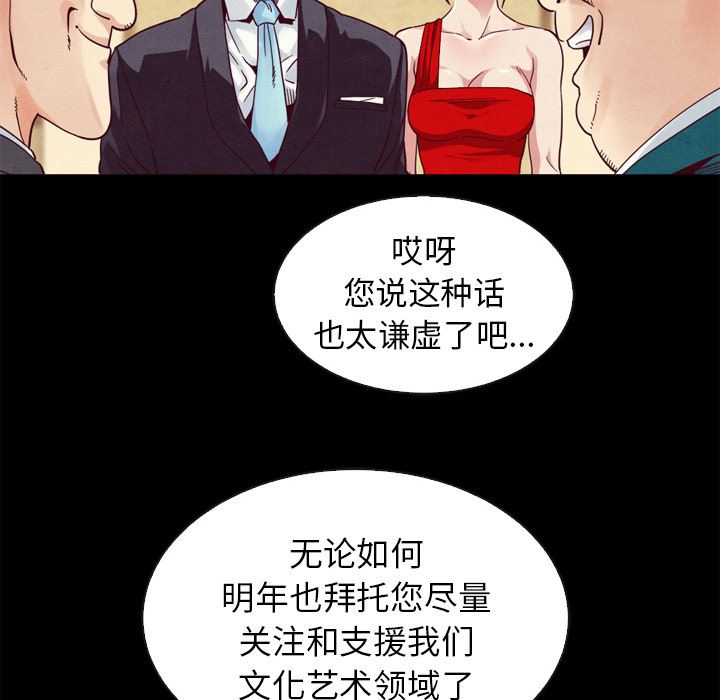 哎呀
您说这种话
也太谦虚了吧...
无论如何
明年也拜托您尽量
关注和支援我们
文化艺术领域了